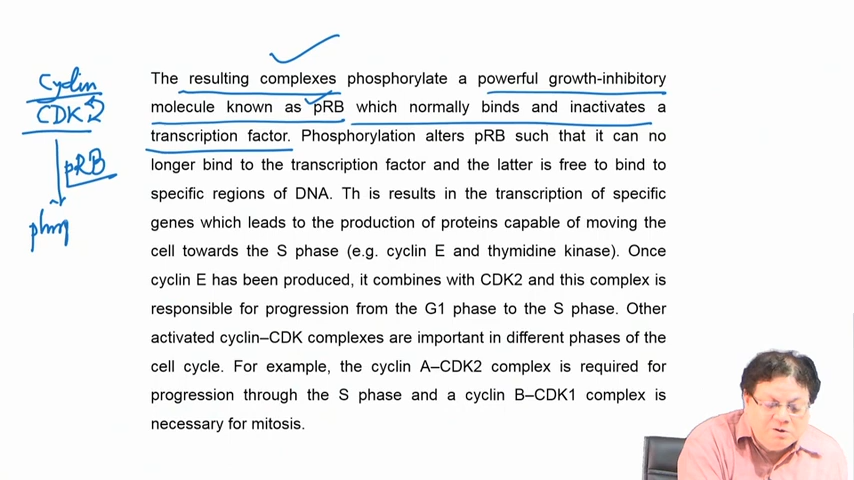 Cyclin
CDK
pRB
The resulting complexes phosphorylate a powerful growth-inhibitory
molecule known as pRB which normally binds and inactivates a
transcription factor. Phosphorylation alters pRB such that it can no
longer bind to the transcription factor and the latter is free to bind to
specific regions of DNA. Th is results in the transcription of specific
genes which leads to the production of proteins capable of moving the
cell towards the S phase (e.g. cyclin E and thymidine kinase). Once
cyclin E has been produced, it combines with CDK2 and this complex is
responsible for progression from the G1 phase to the S phase. Other
activated cyclin–CDK complexes are important in different phases of the
cell cycle. For example, the cyclin A–CDK2 complex is required for
progression through the S phase and a cyclin B–CDK1 complex is
necessary for mitosis.